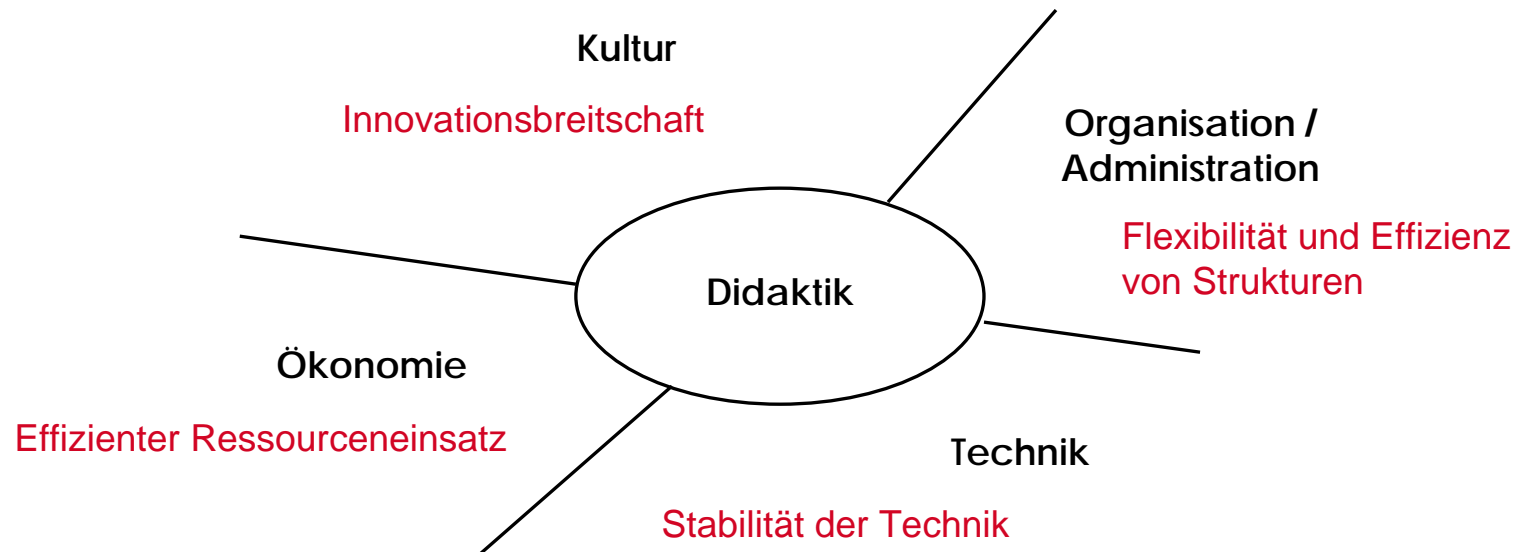 Kultur
Innovationsbreitschaft
Organisation /
Administration
Flexibilität und Effizienz
von Strukturen
Didaktik
Ökonomie
Effizienter Ressourceneinsatz
Technik
Stabilität der Technik